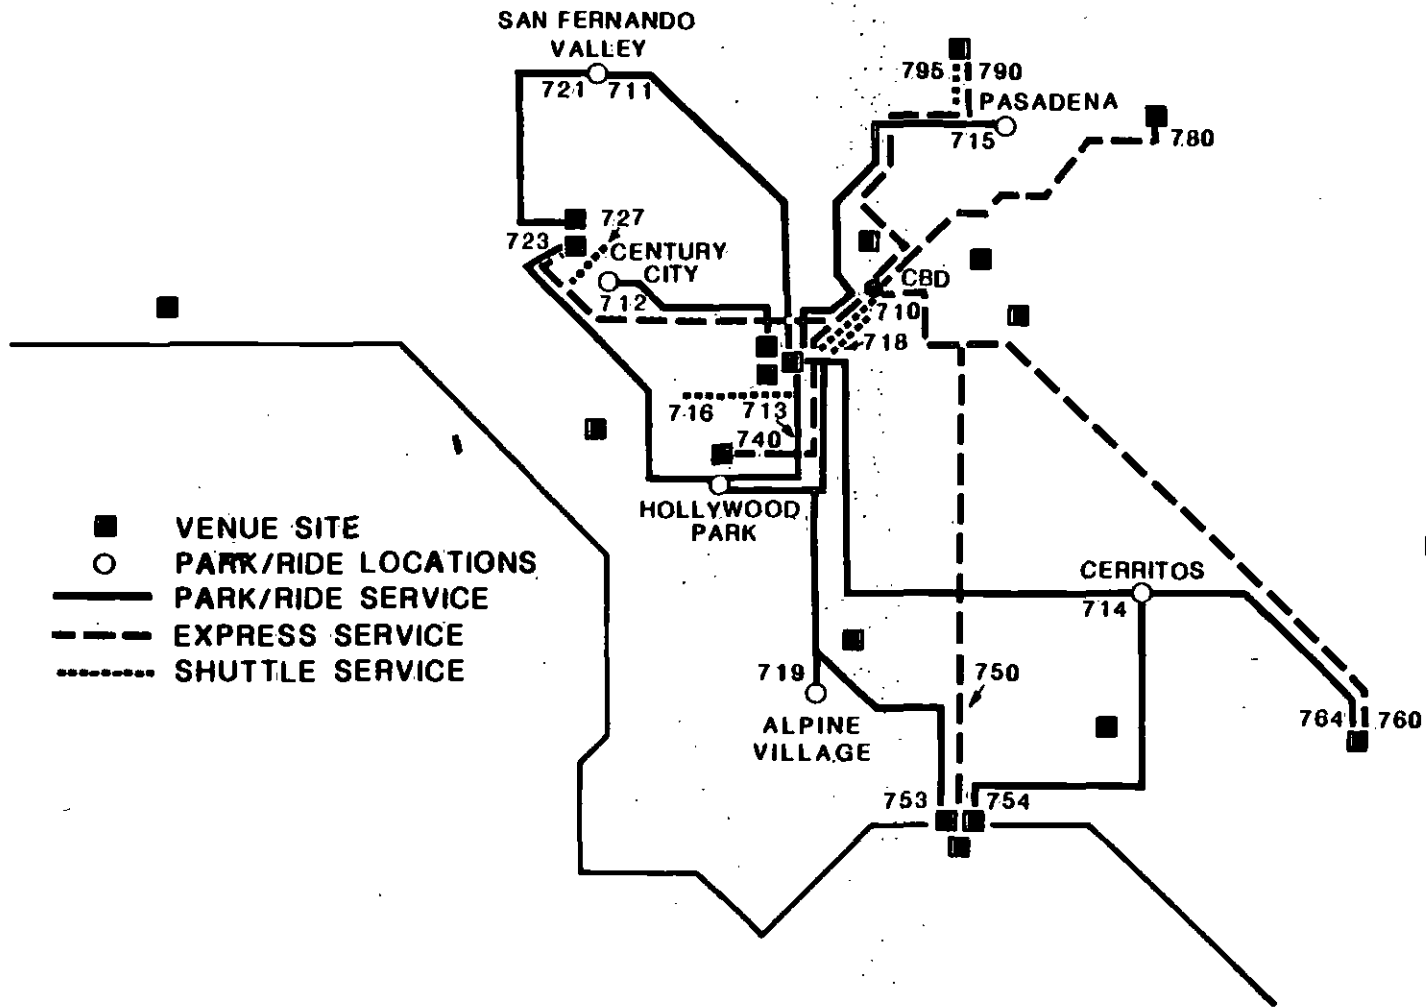 SAN FERNANDO
VALLEY
721 711
795 790
PASADENA
715
780
727
723
CENTURY
CITY
712
CBD
710
718
716 713
740
HOLLYWOOD
PARK
VENUE SITE
PARK/RIDE LOCATIONS
PARK/RIDE SERVICE
EXPRESS SERVICE
SHUTTLE SERVICE
CERRITOS
714
719
750
ALPINE
VILLAGE
764 760
753 754